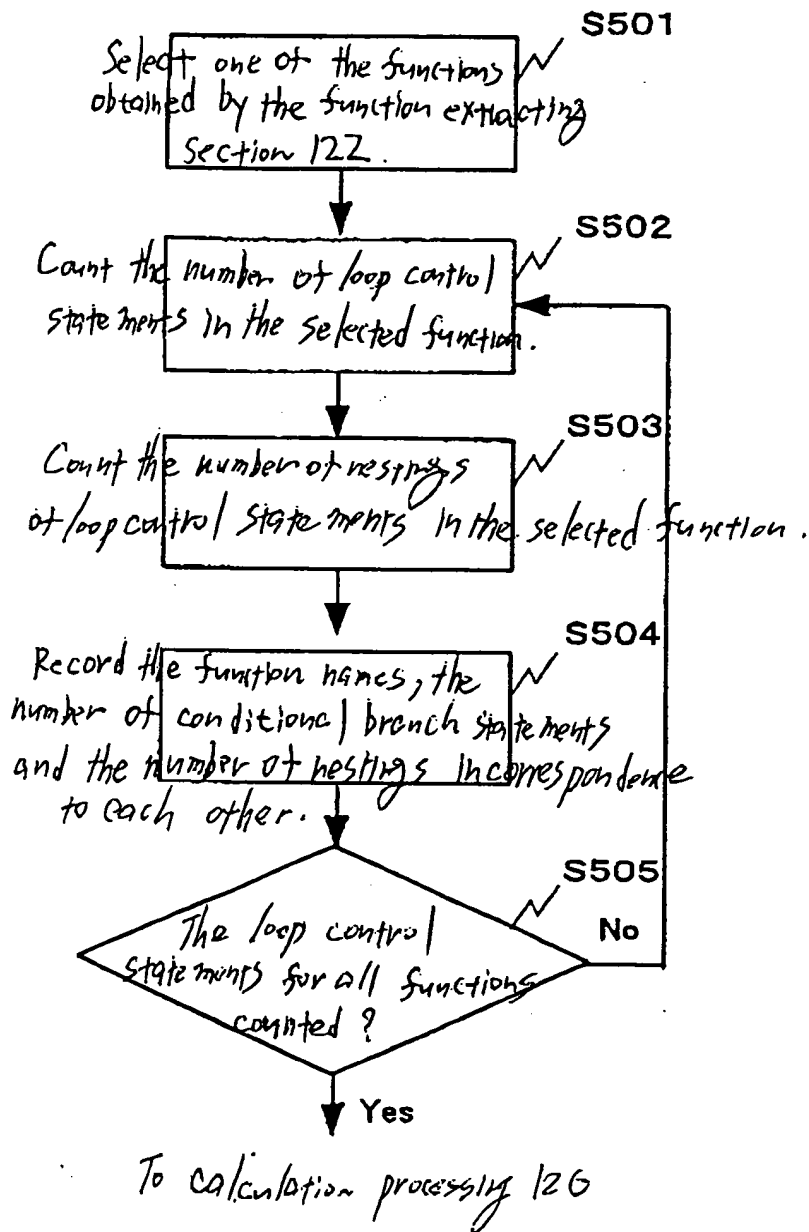 S501
Select one of the functions
obtained by the function extracting
section 12Z.
S502
Count the number of loop control
statements in the selected function.
S503
Count the number of nestings
of loop control statements in the selected function.
S504
Record the function names, the
number of conditional branch statements
and the number of nestings in correspondence
to each other.
S505
The loop control
statements for all functions
counted?
No
Yes
To calculation processing 120